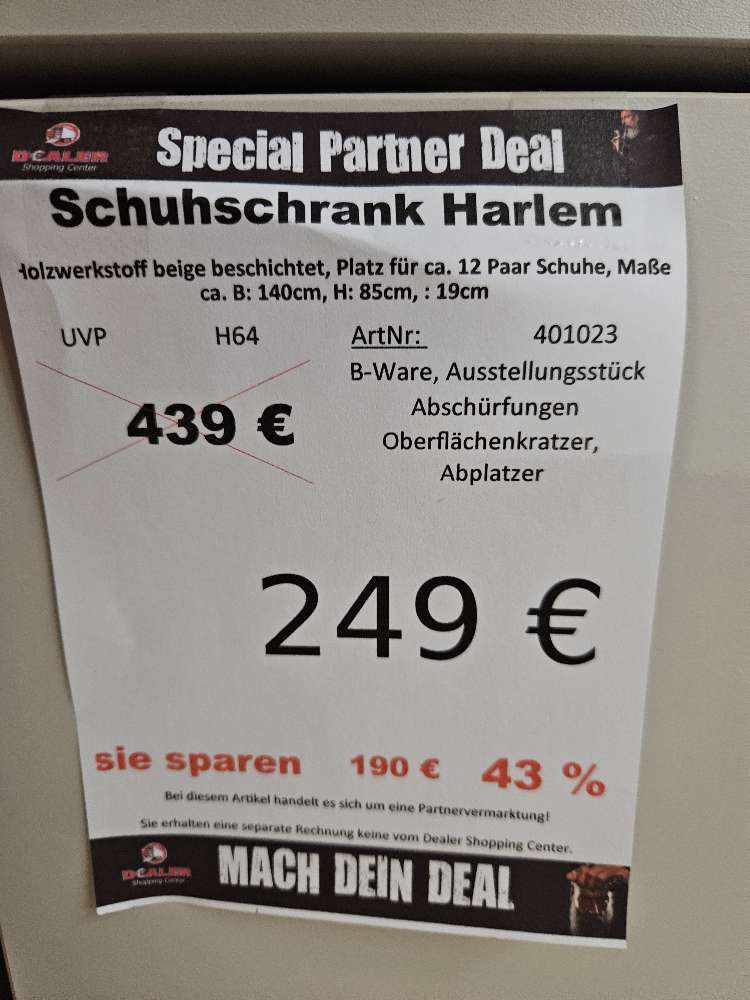 DEALER
Shopping Center
Special Partner Deal
Schuhschrank Harlem
Holzwerkstoff beige beschichtet, Platz für ca. 12 Paar Schuhe, Maße
ca. B: 140cm, H: 85cm, : 19cm
UVP H64 ArtNr: 401023
B-Ware, Ausstellungsstück
439 €
Abschürfungen
Oberflächenkratzer,
Abplatzer
249 €
sie sparen 190 € 43 %
Bei diesem Artikel handelt es sich um eine Partnervermarktung!
Sie erhalten eine separate Rechnung keine vom Dealer Shopping Center.
DEALER
Shopping Center
MACH DEIN DEAL